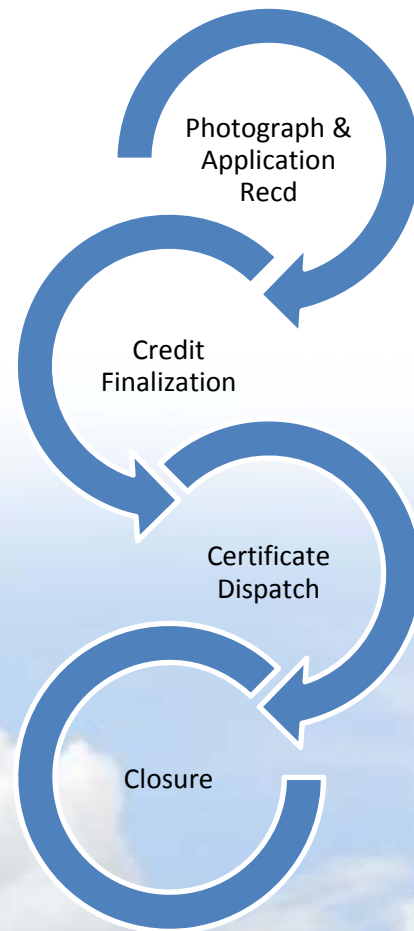 Photograph &
Application
Recd
Credit
Finalization
Certificate
Dispatch
Closure